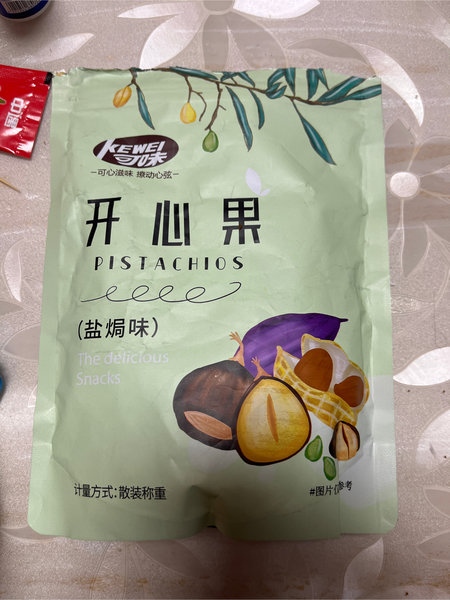 KEWEI
可味
可心滋味 撩动心弦
开心果
PISTACHIOS
(盐焗味)
The delicious
Snacks
计量方式:散装称重
#图片仅参考